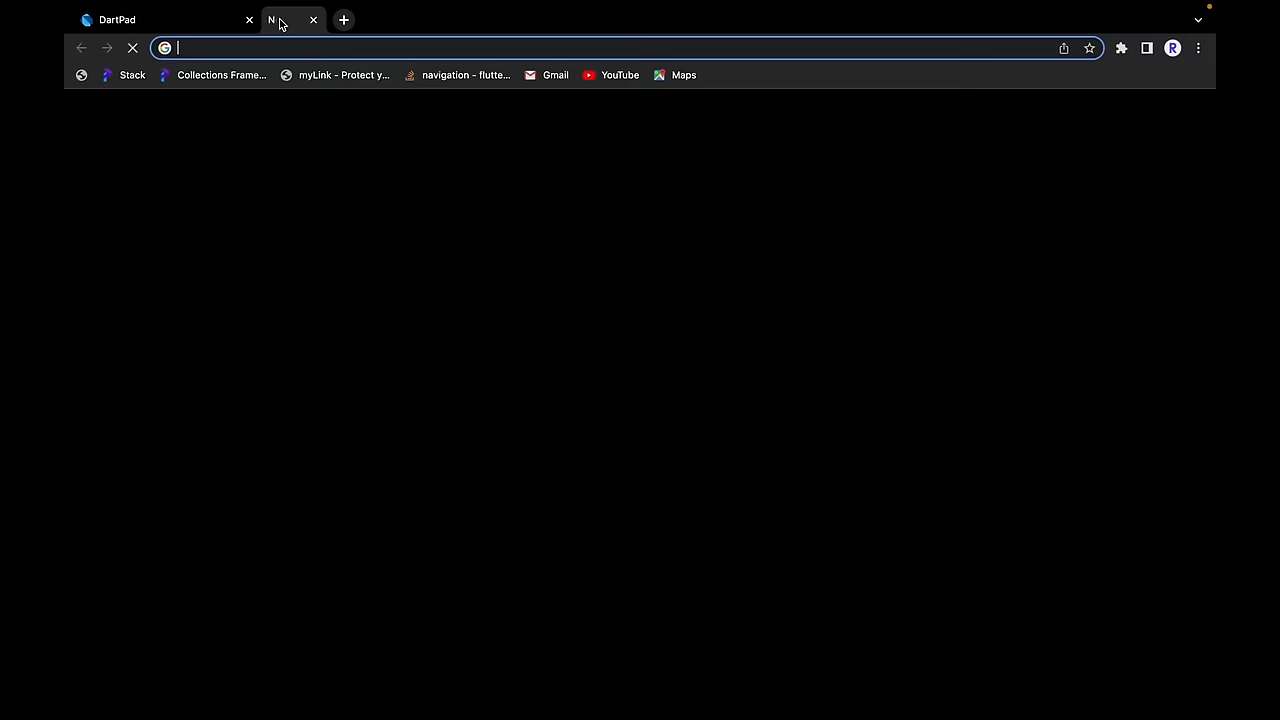 DartPad
N
Stack
Collections Frame...
myLink - Protect y...
navigation - flutte...
Gmail
YouTube
Maps
R